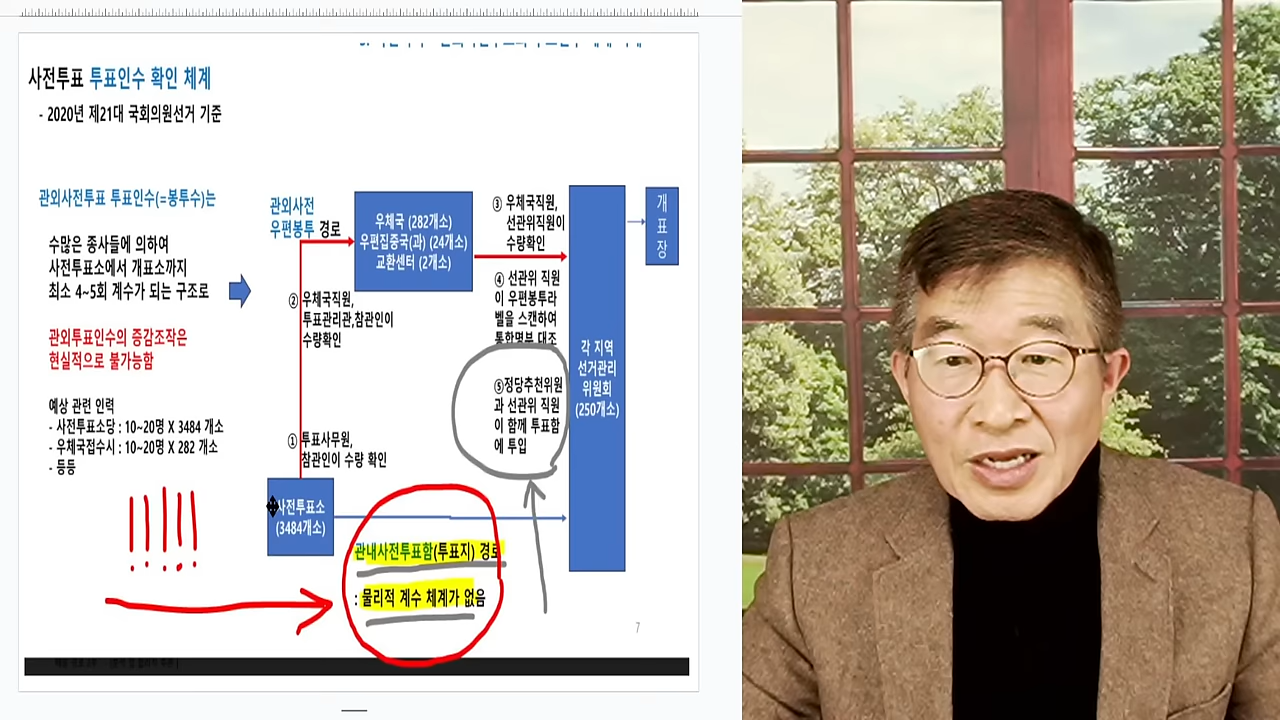 사전투표 투표인수 확인 체계
- 2020년 제21대 국회의원선거 기준
관외사전투표 투표인수(=봉투수)는
수많은 종사들에 의하여
사전투표소에서 개표소까지
최소 4~5회 계수가 되는 구조로
관외투표인수의 증감조작은
현실적으로 불가능함
예상 관련 인력
- 사전투표소당 : 10~20명 X 3484 개소
- 우체국접수시 : 10~20명 X 282 개소
- 등등
!!!!!
관외사전
우편봉투 경로
우체국 (282개소)
우편집중국(과) (24개소)
교환센터 (2개소)
② 우체국직원,
투표관리관,참관인이
수량확인
① 투표사무원,
참관인이 수량 확인
사전투표소
(3484개소)
③ 우체국직원,
선관위직원이
수량확인
④ 선관위 직원
이 우편봉투라
벨을 스캔하여
통합명부 대조
⑤정당추천위원
과 선관위 직원
이 함께 투표함
에 투입
관내사전투표함(투표지) 경로
: 물리적 계수 체계가 없음
각 지역
선거관리
위원회
(250개소)
개
표
장
7